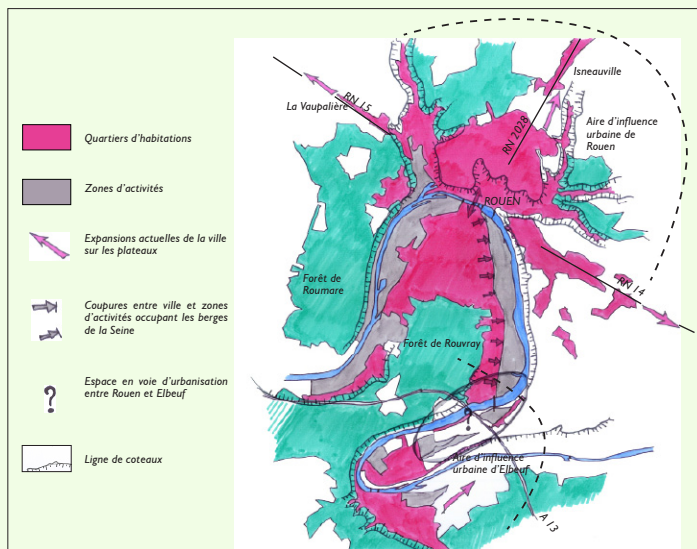 Quartiers d'habitations
Zones d'activités
Expansions actuelles de la ville
sur les plateaux
Coupures entre ville et zones
d'activités occupant les berges
de la Seine
?
Espace en voie d'urbanisation
entre Rouen et Elbeuf
Ligne de coteaux
Isneauville
RN 15
La Vaupalière
RN 2028
Aire d'influence
urbaine de
Rouen
ROUEN
Forêt de
Roumare
RN 14
Forêt de Rouvray
?
Aire d'influence
urbaine d'Elbeuf
A 13